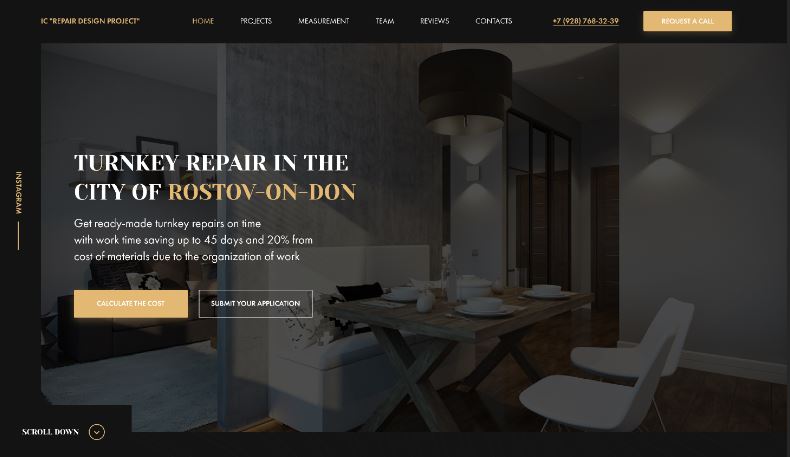 IC "REPAIR DESIGN PROJECT"
HOME PROJECTS MEASUREMENT TEAM REVIEWS CONTACTS
+7 (928) 768-32-39
REQUEST A CALL
INSTAGRAM
TURNKEY REPAIR IN THE
CITY OF ROSTOV-ON-DON
Get ready-made turnkey repairs on time
with work time saving up to 45 days and 20% from
cost of materials due to the organization of work
CALCULATE THE COST
SUBMIT YOUR APPLICATION
SCROLL DOWN